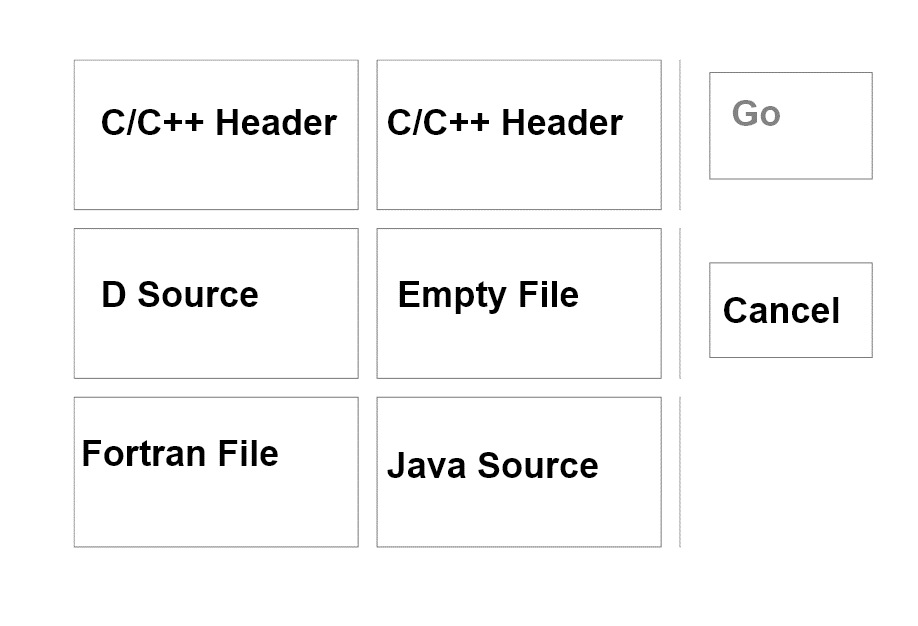 C/C++ Header
C/C++ Header
Go
D Source
Empty File
Cancel
Fortran File
Java Source